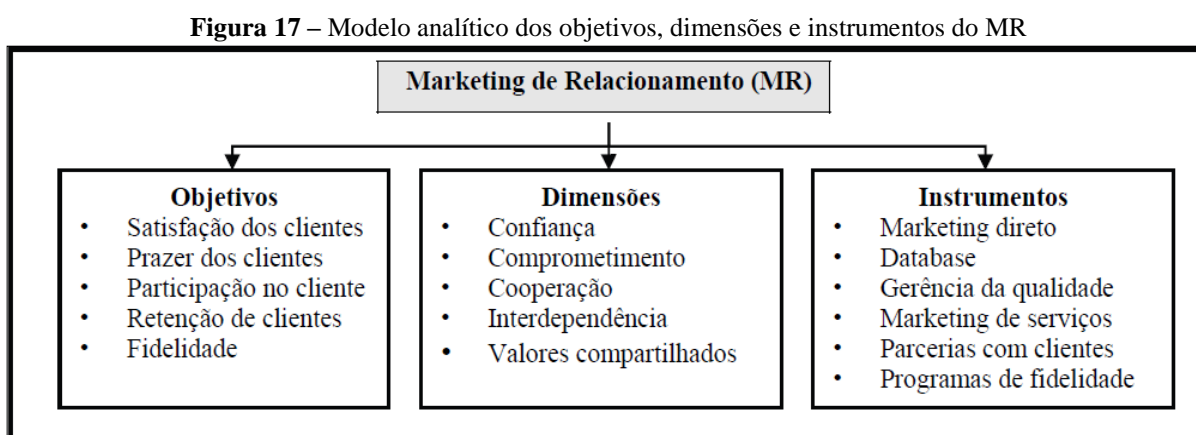 Figura 17 – Modelo analítico dos objetivos, dimensões e instrumentos do MR
Marketing de Relacionamento (MR)
Objetivos
• Satisfação dos clientes
• Prazer dos clientes
• Participação no cliente
• Retenção de clientes
• Fidelidade
Dimensões
• Confiança
• Comprometimento
• Cooperação
• Interdependência
• Valores compartilhados
Instrumentos
• Marketing direto
• Database
• Gerência da qualidade
• Marketing de serviços
• Parcerias com clientes
• Programas de fidelidade